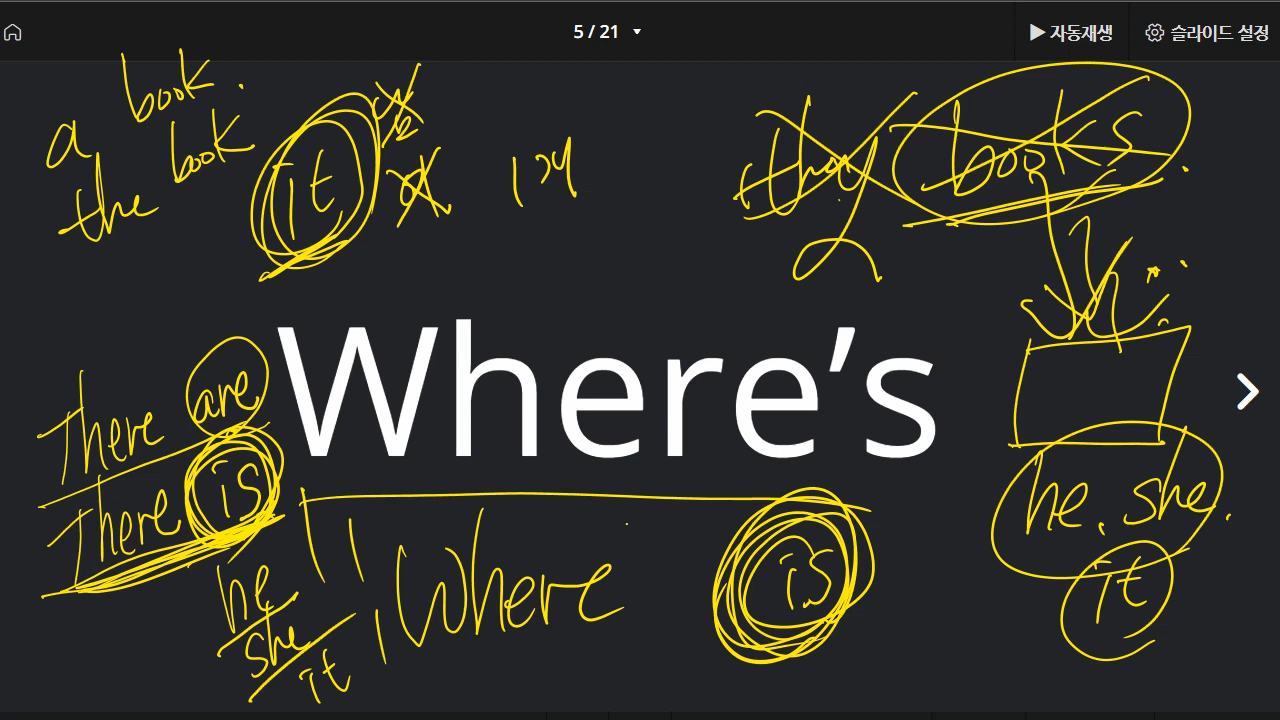 5 / 21
자동재생
슬라이드 설정
a book.
the book
it
1개
they books.
Where's
There are
There is
he
she
it
Where is
he, she.
it